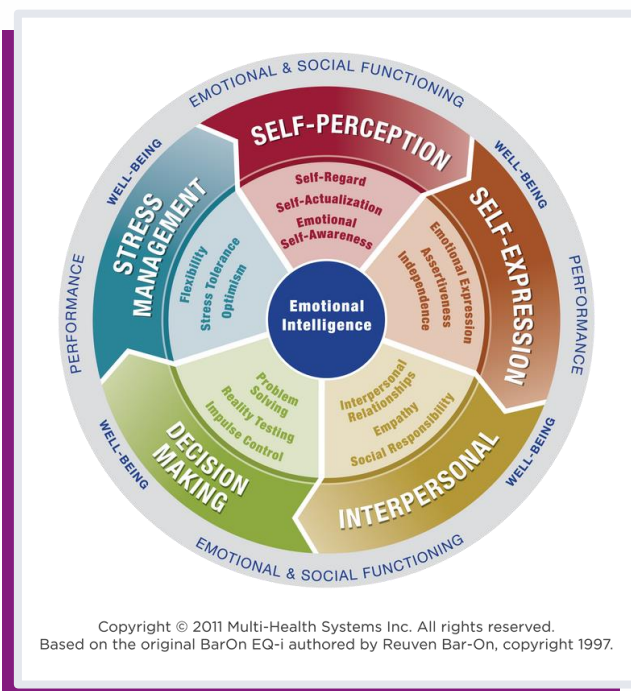 EMOTIONAL & SOCIAL FUNCTIONING
WELL-BEING
WELL-BEING
SELF-PERCEPTION
Self-Regard
Self-Actualization
Emotional
Self-Awareness
SELF-EXPRESSION
Emotional Expression
Assertiveness
Independence
STRESS
MANAGEMENT
Flexibility
Stress Tolerance
Optimism
PERFORMANCE
PERFORMANCE
Emotional
Intelligence
Problem
Solving
Reality Testing
Impulse Control
DECISION
MAKING
Interpersonal
Relationships
Empathy
Social Responsibility
INTERPERSONAL
WELL-BEING
WELL-BEING
EMOTIONAL & SOCIAL FUNCTIONING
Copyright © 2011 Multi-Health Systems Inc. All rights reserved.
Based on the original BarOn EQ-i authored by Reuven Bar-On, copyright 1997.